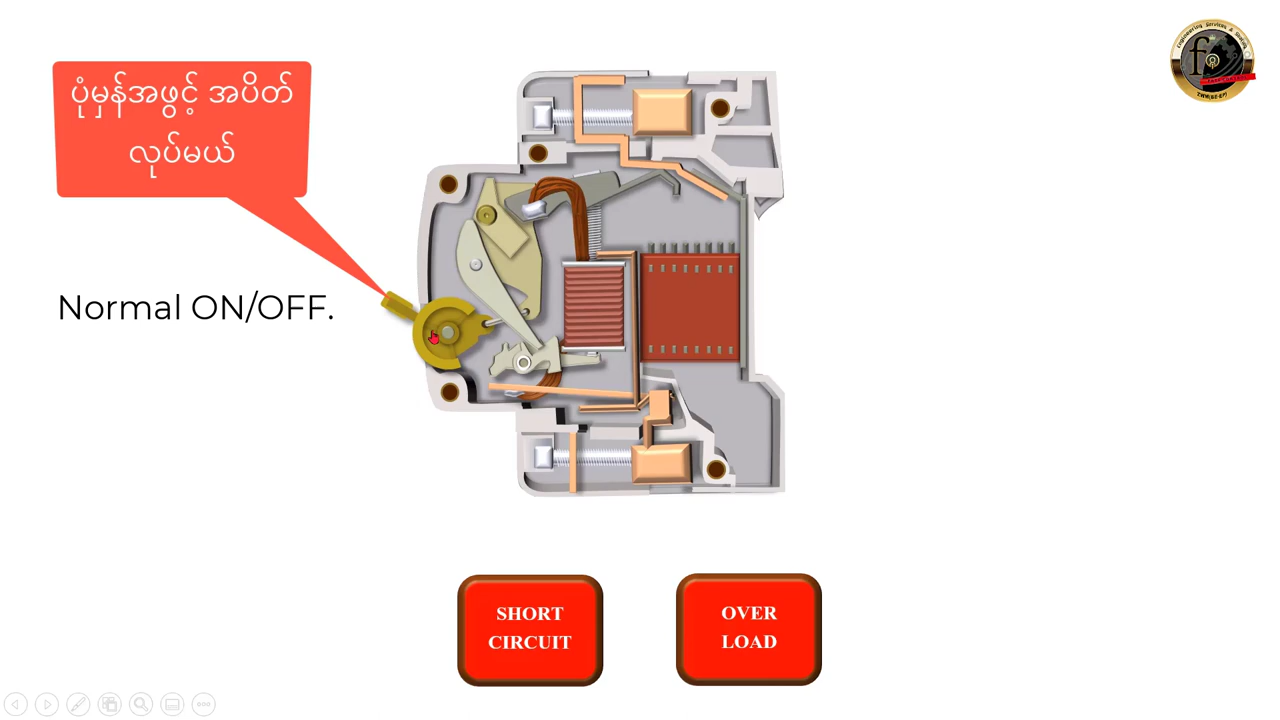 ပုံမှန်အဖွင့် အပိတ်
လုပ်မယ်
Normal ON/OFF.
SHORT
CIRCUIT
OVER
LOAD